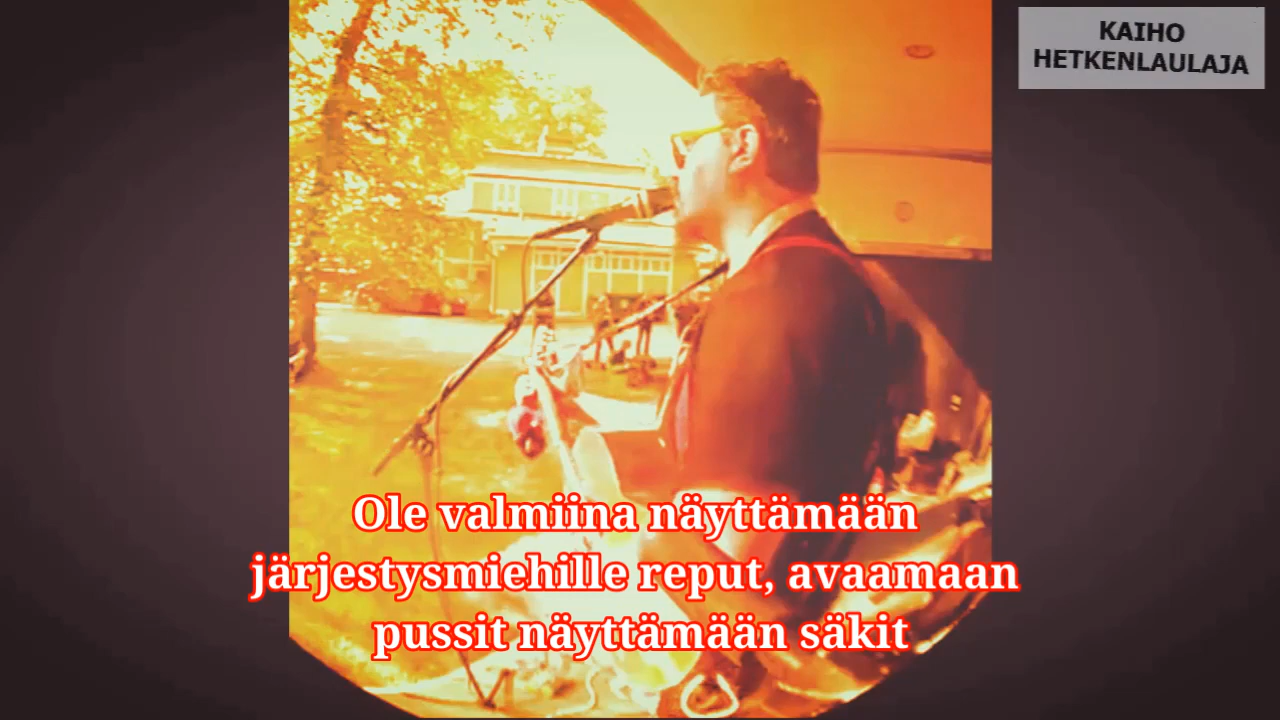 KAIHO
HETKENLAULAJA
Ole valmiina näyttämään
järjestysmiehille reput, avaamaan
pussit näyttämään säkit